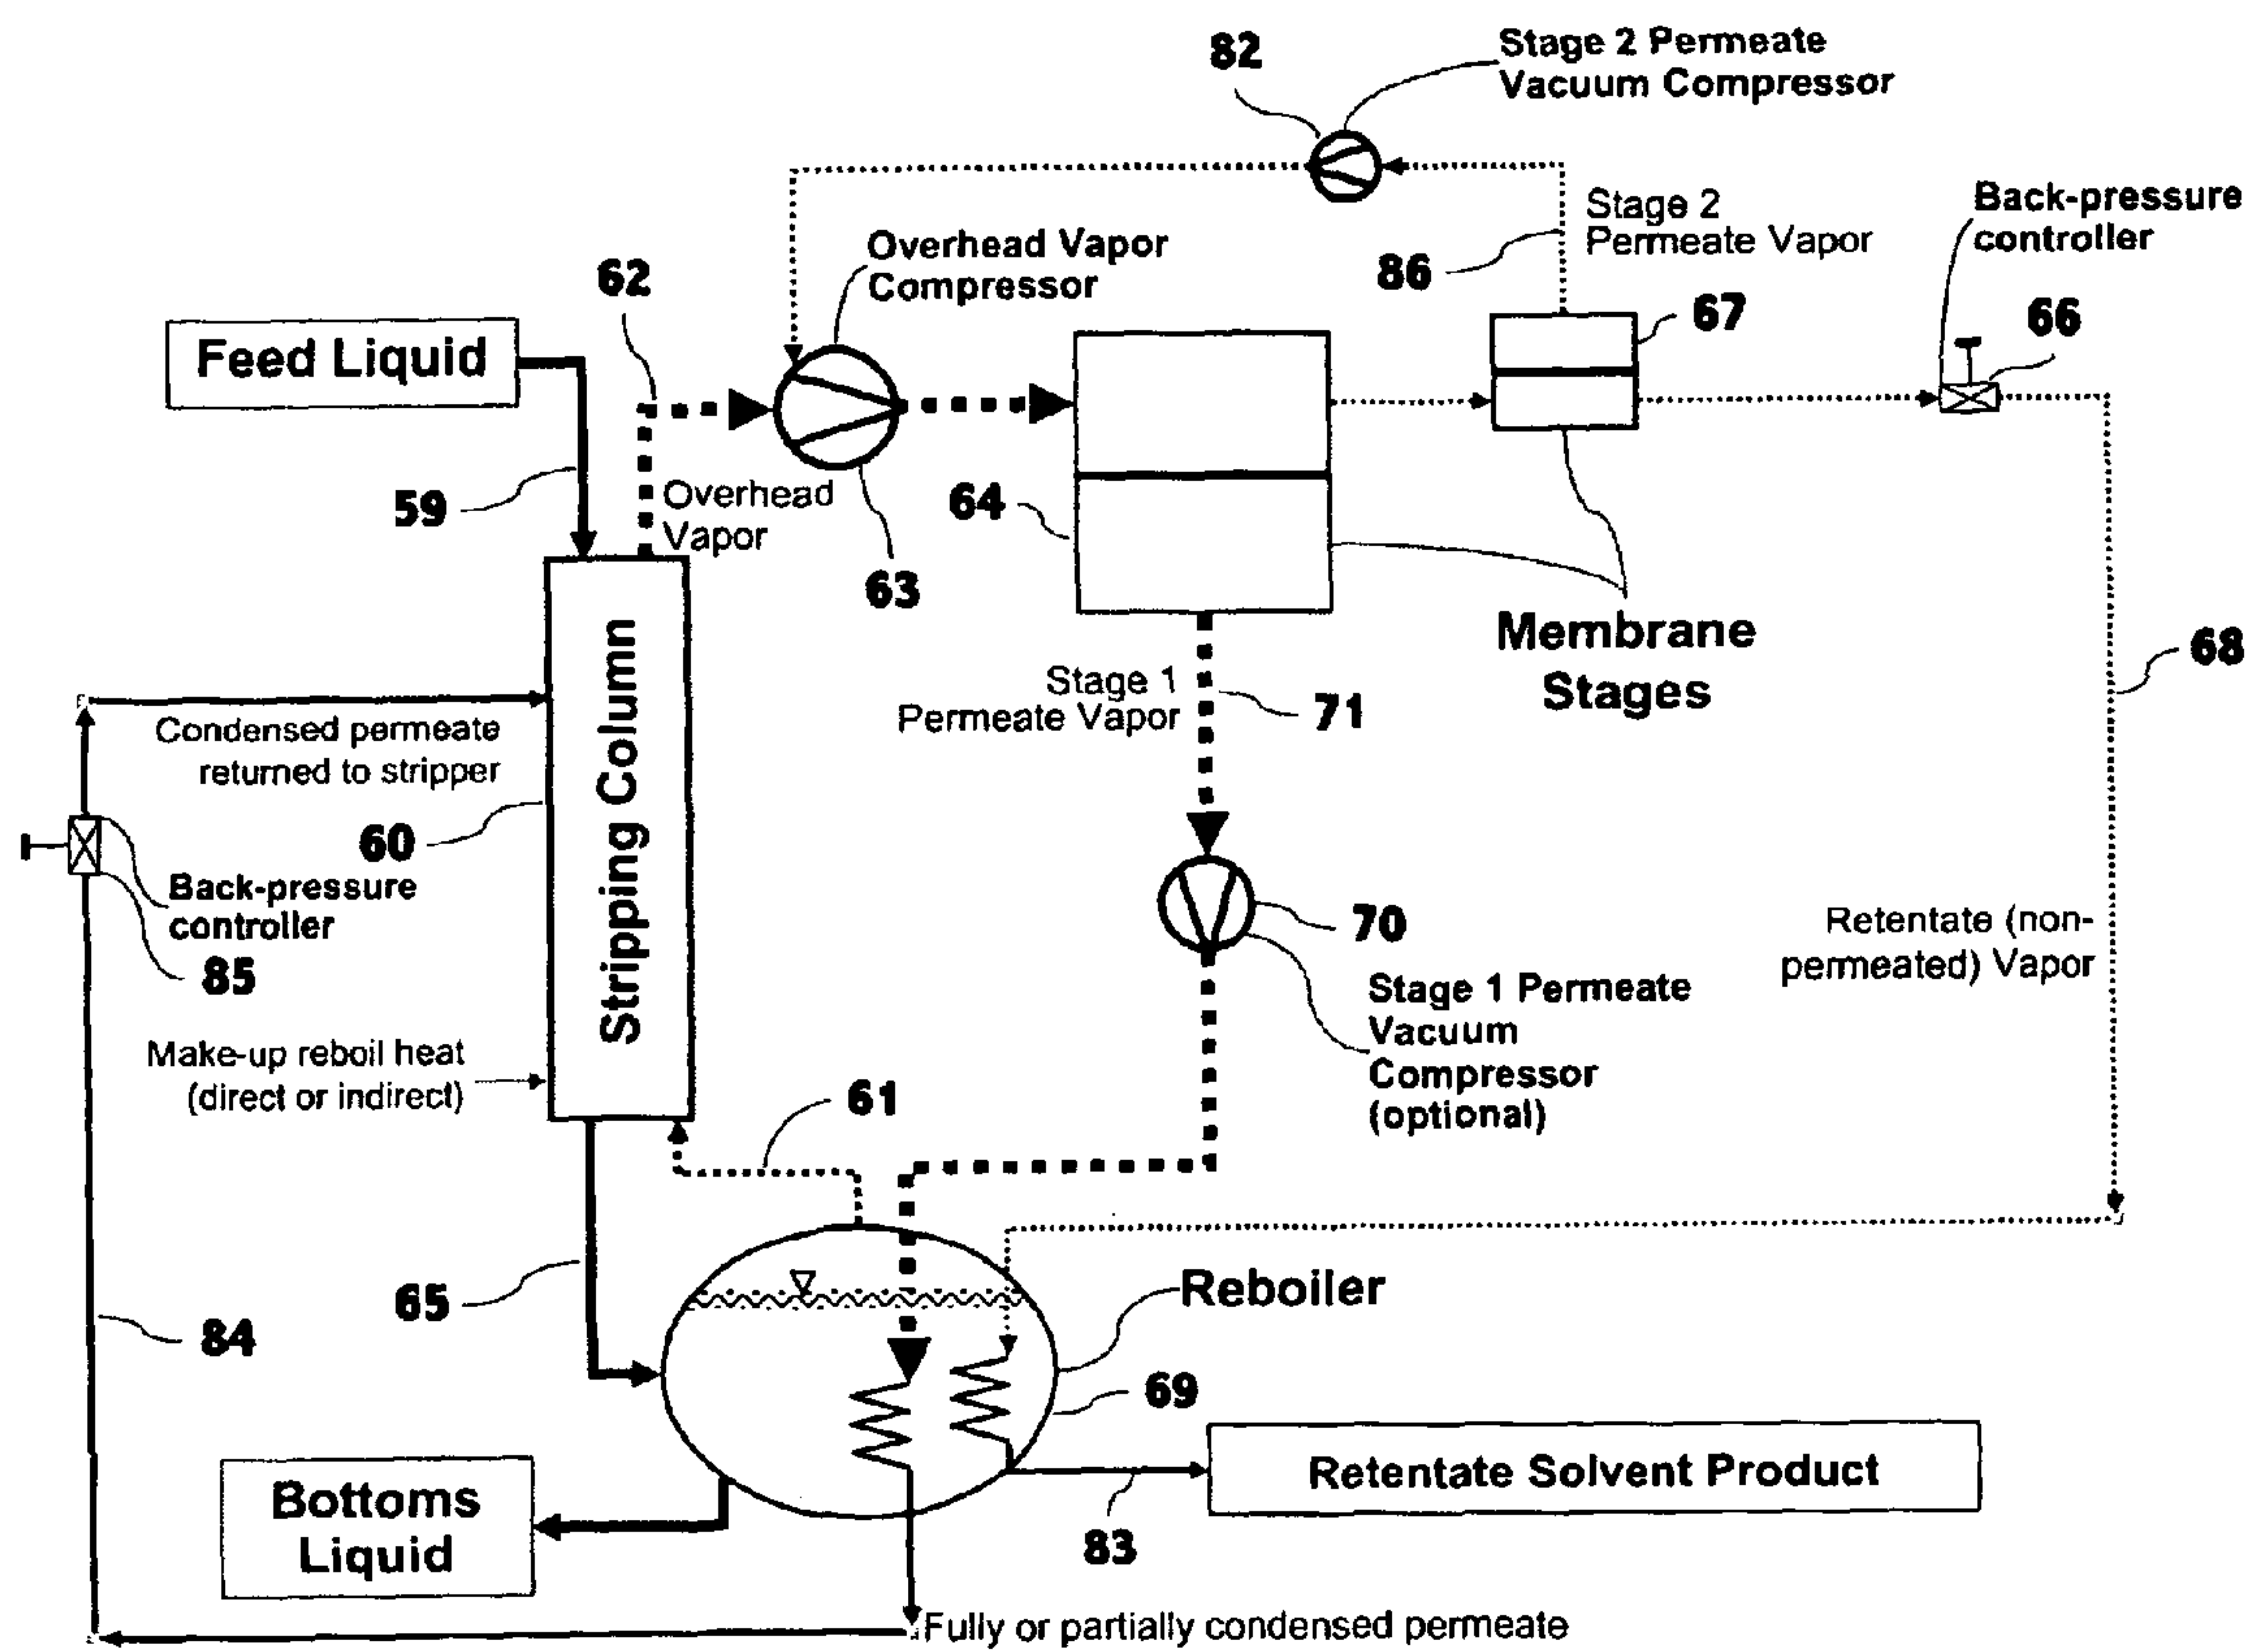 82
Stage 2 Permeate
Vacuum Compressor
Stage 2
Permeate Vapor
86
Back-pressure
controller
66
67
62
Overhead Vapor
Compressor
Feed Liquid
59
Overhead
Vapor
63
64
Membrane
Stages
68
Stage 1
Permeate Vapor
71
Condensed permeate
returned to stripper
60
Stripping Column
Back-pressure
controller
85
70
Stage 1 Permeate
Vacuum
Compressor
(optional)
Retentate (non-
permeated) Vapor
Make-up reboil heat
(direct or indirect)
61
65
Reboiler
84
69
Retentate Solvent Product
83
Bottoms
Liquid
Fully or partially condensed permeate